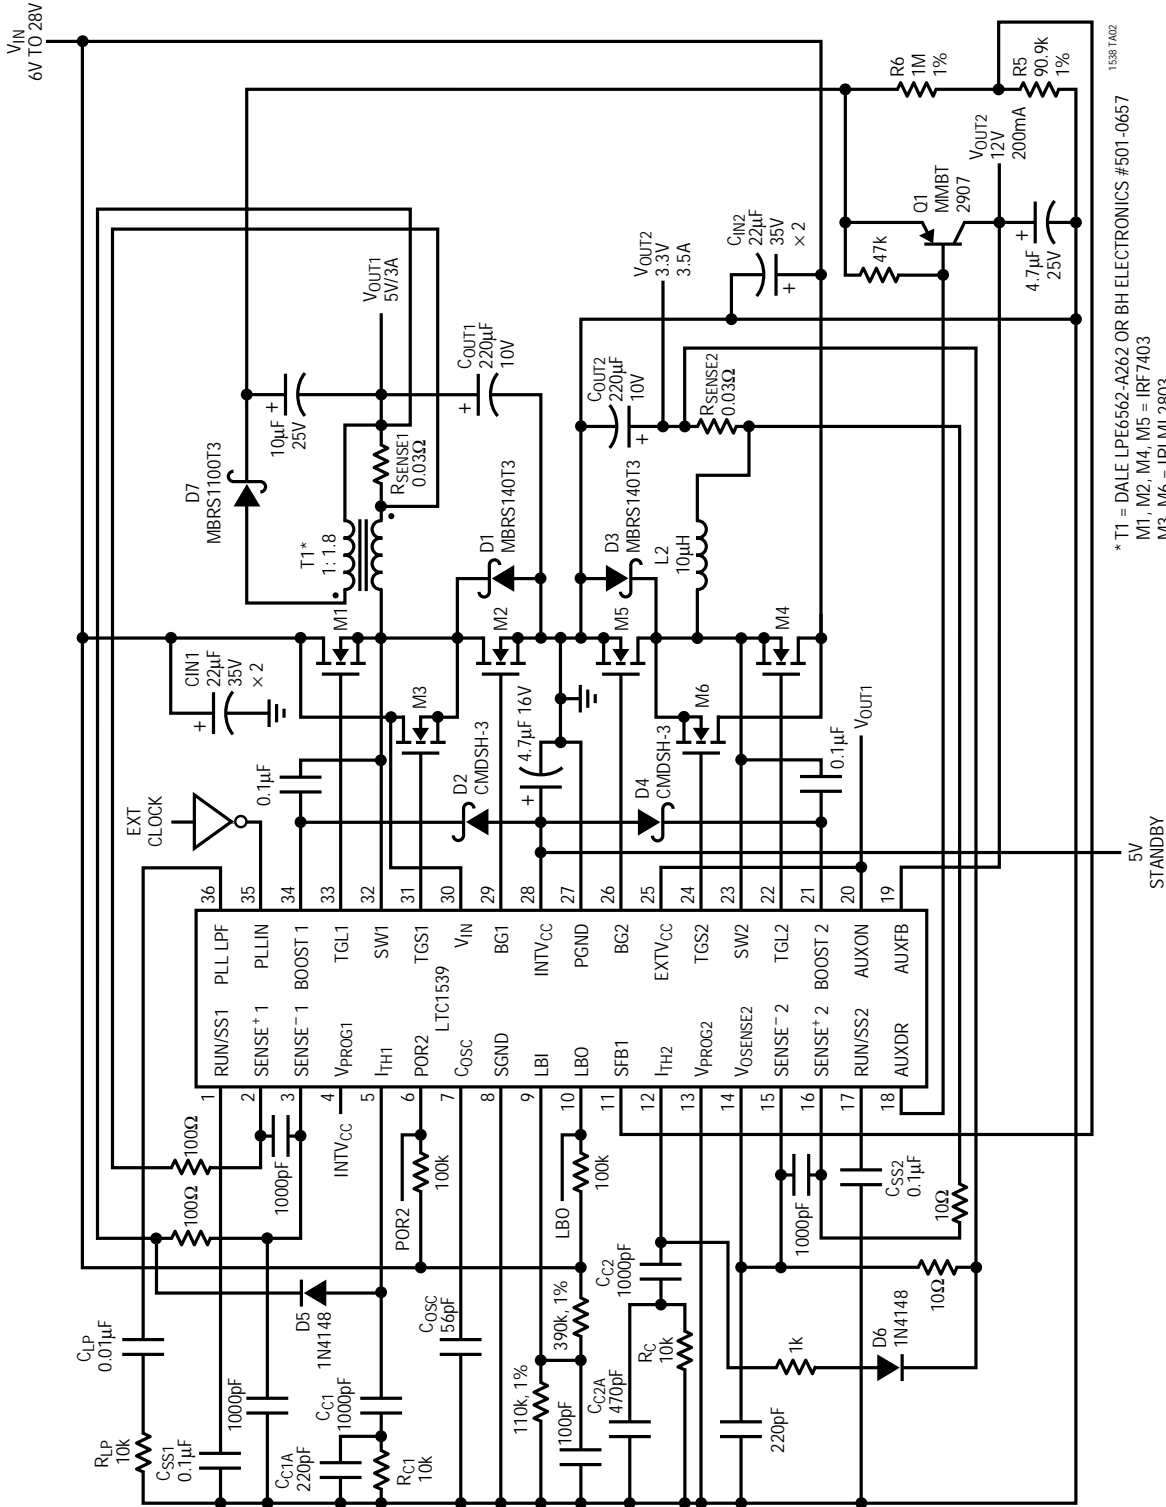 VIN
6V TO 28V
R6
1M
1%
R5
90.9k
1%
1538 TA02
VOUT2
12V
200mA
Q1
MMBT
2907
47k
4.7µF
25V
+
CIN2
22µF
35V
× 2
+
VOUT2
3.3V
3.5A
VOUT1
5V/3A
COUT1
220µF
10V
+
COUT2
220µF
10V
+
RSENSE2
0.03Ω
10µF
25V
+
RSENSE1
0.03Ω
D7
MBRS1100T3
T1*
1: 1.8
D1
MBRS140T3
D3
MBRS140T3
L2
10µH
M1
M2
M5
M4
CIN1
22µF
35V
× 2
+
M3
M6
4.7µF 16V
+
D2
CMDSH-3
D4
CMDSH-3
0.1µF
0.1µF
VOUT1
EXT
CLOCK
5V
STANDBY
* T1 = DALE LPE6562-A262 OR BH ELECTRONICS #501-0657
M1, M2, M4, M5 = IRF7403
M3, M6 = IRLML2803
36
35
34
33
32
31
30
29
28
27
26
25
24
23
22
21
20
19
PLL LPF
PLLIN
BOOST 1
TGL1
SW1
TGS1
VIN
BG1
INTVCC
PGND
BG2
EXTVCC
TGS2
SW2
TGL2
BOOST 2
AUXON
AUXFB
LTC1539
RUN/SS1
SENSE+ 1
SENSE– 1
VPROG1
ITH1
POR2
COSC
SGND
LBI
LBO
SFB1
ITH2
VPROG2
VOSENSE2
SENSE– 2
SENSE+ 2
RUN/SS2
AUXDR
1
2
3
4
5
6
7
8
9
10
11
12
13
14
15
16
17
18
100Ω
100Ω
1000pF
INTVCC
POR2
100k
LBO
100k
1000pF
CSS2
0.1µF
10Ω
10Ω
CLP
0.01µF
D5
1N4148
COSC
56pF
390k, 1%
CC2
1000pF
RC
10k
1k
D6
1N4148
RLP
10k
CSS1
0.1µF
1000pF
CC1
1000pF
CC1A
220pF
RC1
10k
110k, 1%
100pF
CC2A
470pF
220pF